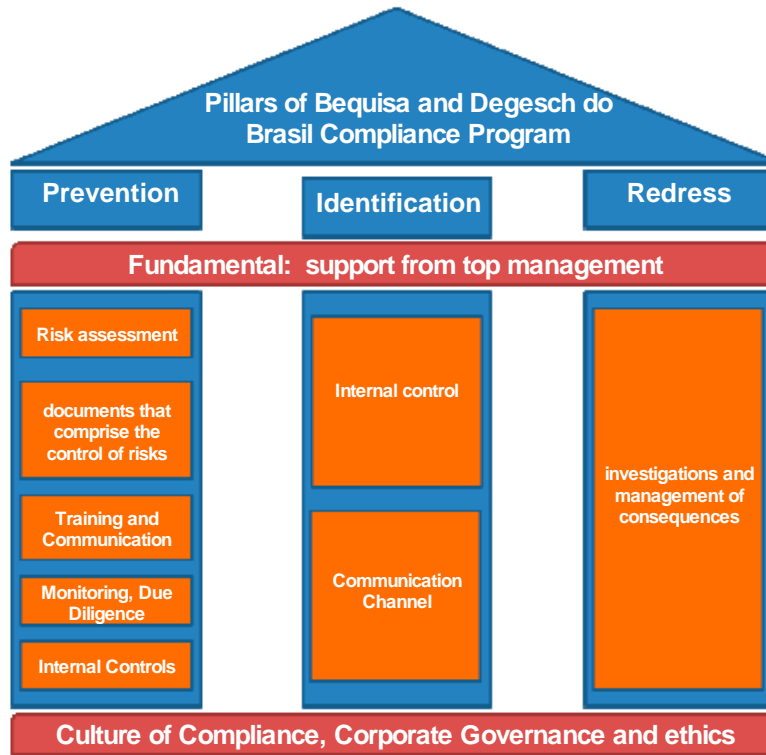 Pillars of Bequisa and Degesch do
Brasil Compliance Program
Prevention
Identification
Redress
Fundamental: support from top management
Risk assessment
documents that
comprise the
control of risks
Training and
Communication
Monitoring, Due
Diligence
Internal Controls
Internal control
Communication
Channel
investigations and
management of
consequences
Culture of Compliance, Corporate Governance and ethics